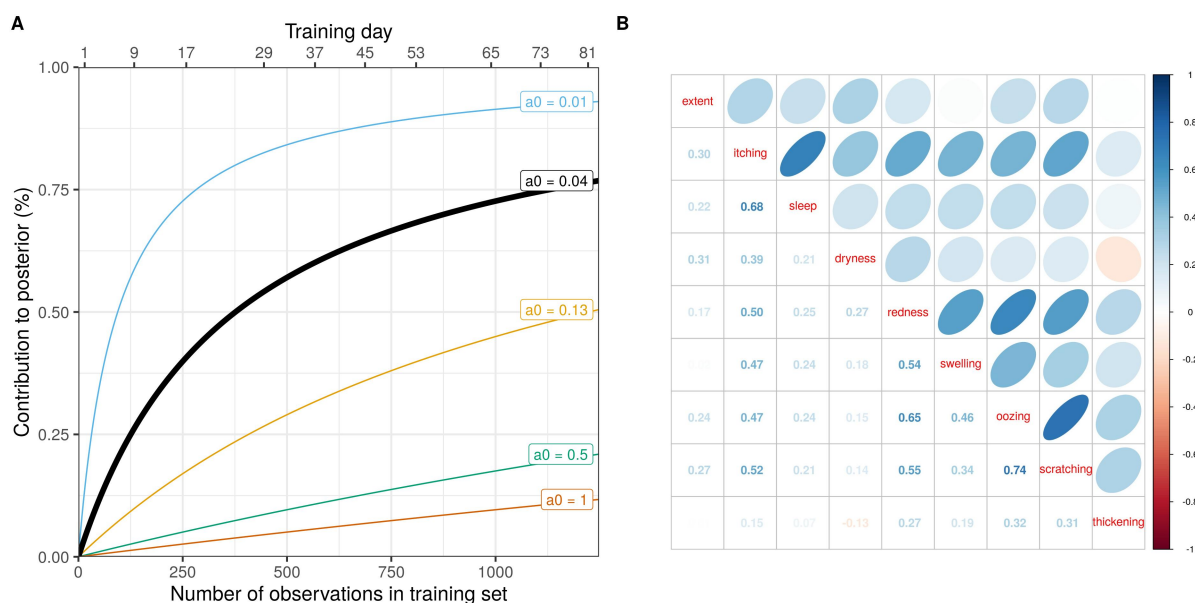 A
Training day
1 9 17 29 37 45 53 65 73 81
1.00
0.75
0.50
0.25
0.00
Contribution to posterior (%)
a0 = 0.01
a0 = 0.04
a0 = 0.13
a0 = 0.5
a0 = 1
0 250 500 750 1000
Number of observations in training set
B
extent
0.30 itching
0.22 0.68 sleep
0.31 0.39 0.21 dryness
0.17 0.50 0.25 0.27 redness
0.47 0.24 0.18 0.54 swelling
0.24 0.47 0.24 0.15 0.65 0.46 oozing
0.27 0.52 0.21 0.14 0.55 0.34 0.74 scratching
0.15 0.07 -0.13 0.27 0.19 0.32 0.31 thickening
1
0.8
0.6
0.4
0.2
0
-0.2
-0.4
-0.6
-0.8
-1